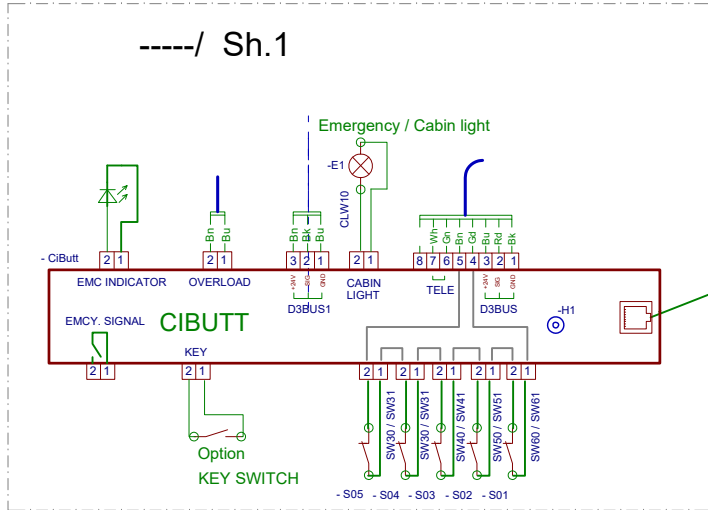 -----/ Sh.1
Emergency / Cabin light
-E1
CLW10
Bn Bu
Bn Bk Bu
Wh Gn Bn Gd Bu Rd Bk
- CiButt
2 1
2 1
3 2 1
2 1
8 7 6 5 4 3 2 1
EMC INDICATOR
OVERLOAD
+24V SIG GND
D3BUS1
CABIN
LIGHT
TELE
+24V SIG GND
D3BUS
EMCY. SIGNAL
CIBUTT
-H1
KEY
2 1
2 1
2 1
2 1
2 1
2 1
2 1
SW30 / SW31
SW30 / SW31
SW40 / SW41
SW50 / SW51
SW60 / SW61
Option
KEY SWITCH
- S05 - S04 - S03 - S02 - S01